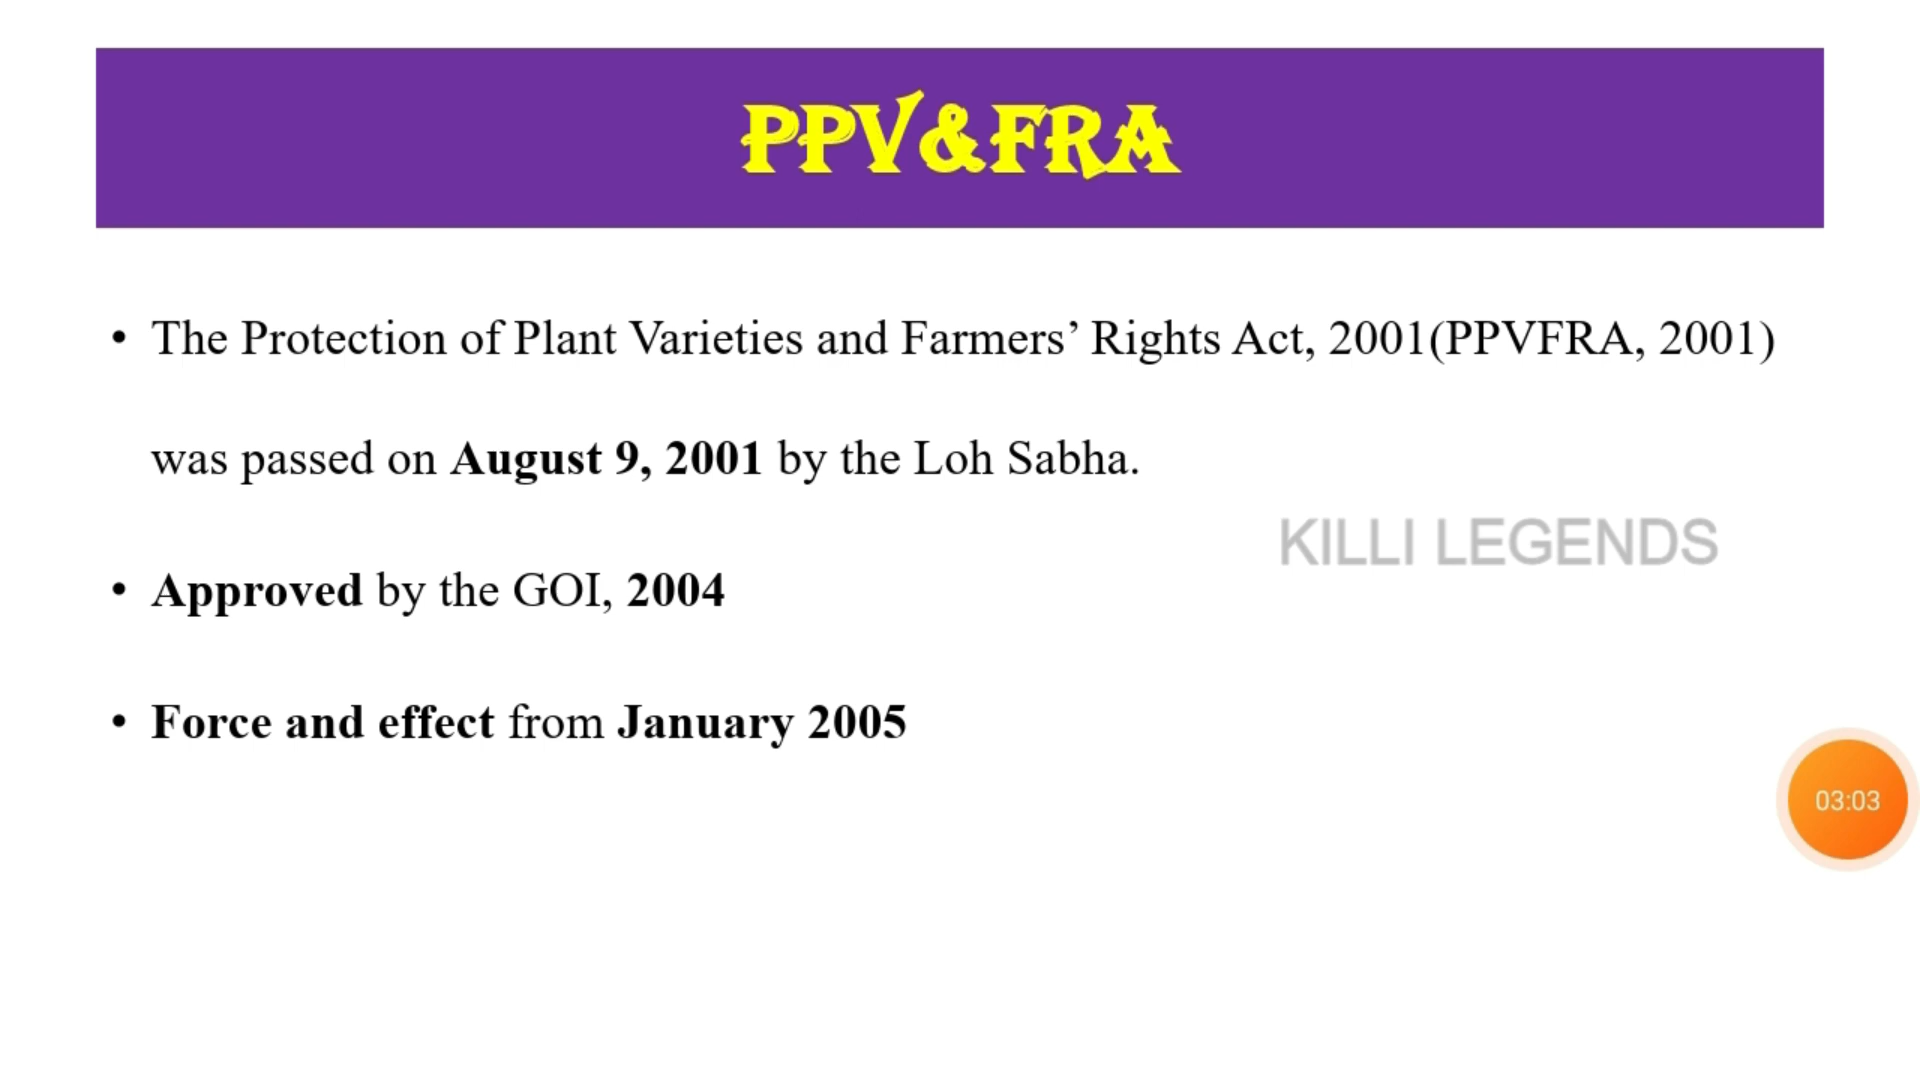 PPV&FRA
• The Protection of Plant Varieties and Farmers’ Rights Act, 2001(PPVFRA, 2001)
was passed on August 9, 2001 by the Loh Sabha.
KILLI LEGENDS
• Approved by the GOI, 2004
• Force and effect from January 2005
03:03